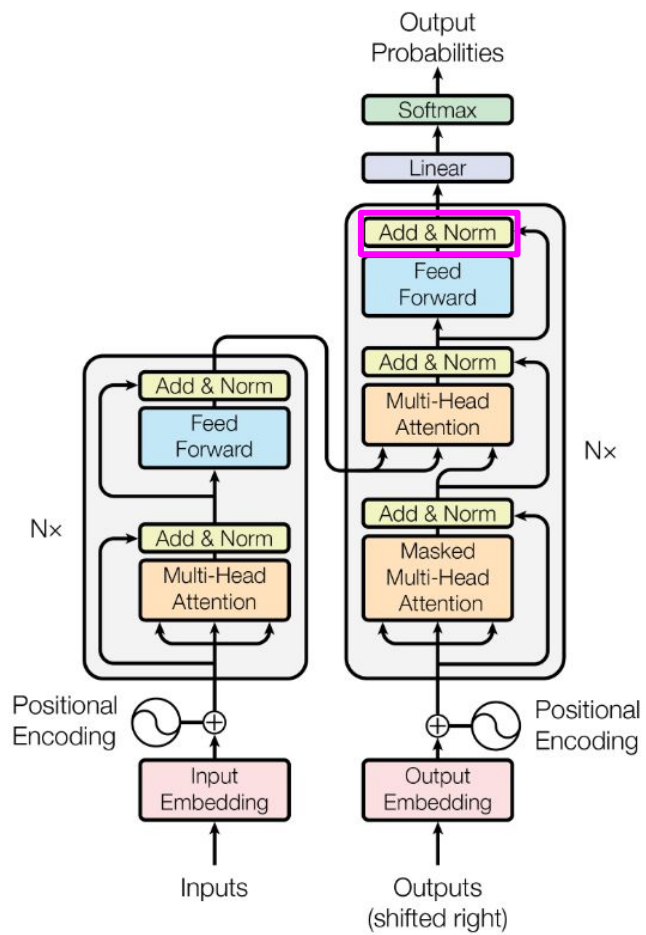 Output
Probabilities
Softmax
Linear
Add & Norm
Feed
Forward
Add & Norm
Multi-Head
Attention
Nx
Add & Norm
Masked
Multi-Head
Attention
Add & Norm
Feed
Forward
Nx
Add & Norm
Multi-Head
Attention
Positional
Encoding
Positional
Encoding
Input
Embedding
Output
Embedding
Inputs
Outputs
(shifted right)